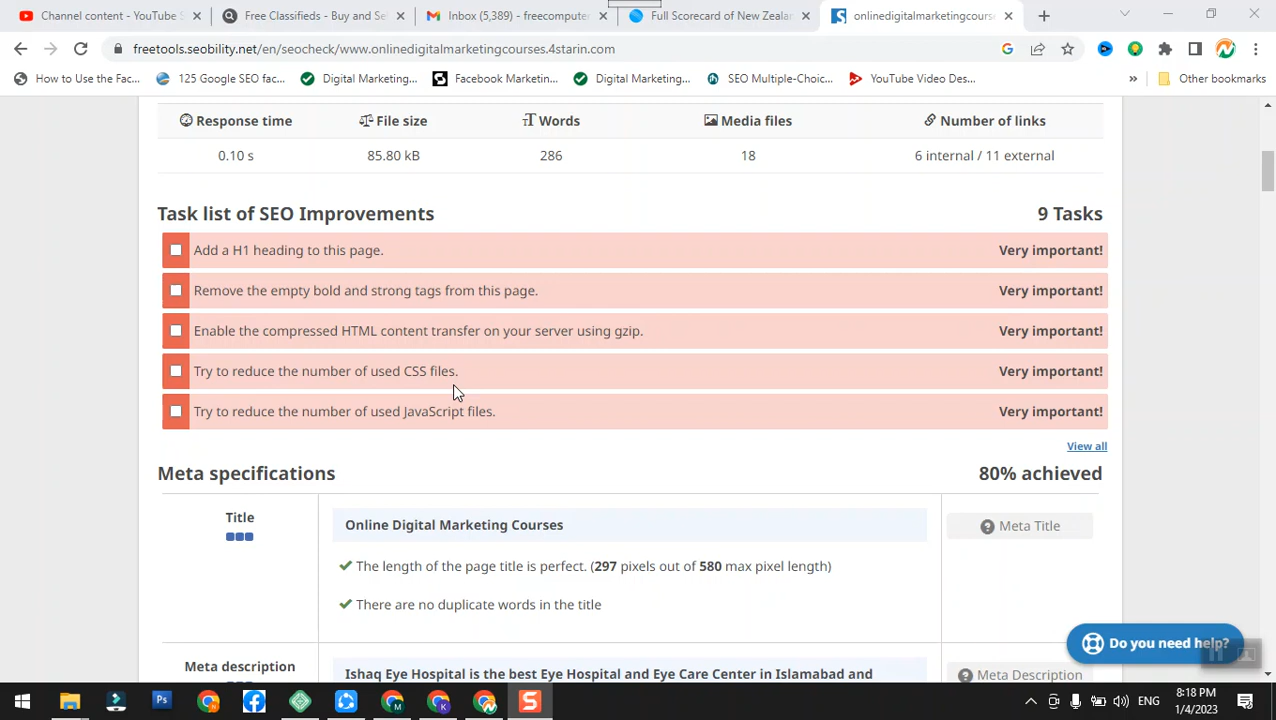 Channel content - YouTube S
Free Classifieds - Buy and Se
Inbox (5,389) - freecomputer
Full Scorecard of New Zealan
onlinedigitalmarketingcourse
freetools.seobility.net/en/seocheck/www.onlinedigitalmarketingcourses.4starin.com
How to Use the Fac...
125 Google SEO fac...
Digital Marketing...
Facebook Marketin...
Digital Marketing...
SEO Multiple-Choic...
YouTube Video Des...
»
Other bookmarks
Response time
File size
Words
Media files
Number of links
0.10 s
85.80 kB
286
18
6 internal / 11 external
Task list of SEO Improvements
9 Tasks
Add a H1 heading to this page.
Very important!
Remove the empty bold and strong tags from this page.
Very important!
Enable the compressed HTML content transfer on your server using gzip.
Very important!
Try to reduce the number of used CSS files.
Very important!
Try to reduce the number of used JavaScript files.
Very important!
View all
Meta specifications
80% achieved
Title
Online Digital Marketing Courses
Meta Title
The length of the page title is perfect. (297 pixels out of 580 max pixel length)
There are no duplicate words in the title
Do you need help?
Meta description
Ishaq Eye Hospital is the best Eye Hospital and Eye Care Center in Islamabad and
Meta Description
ENG
8:18 PM
1/4/2023